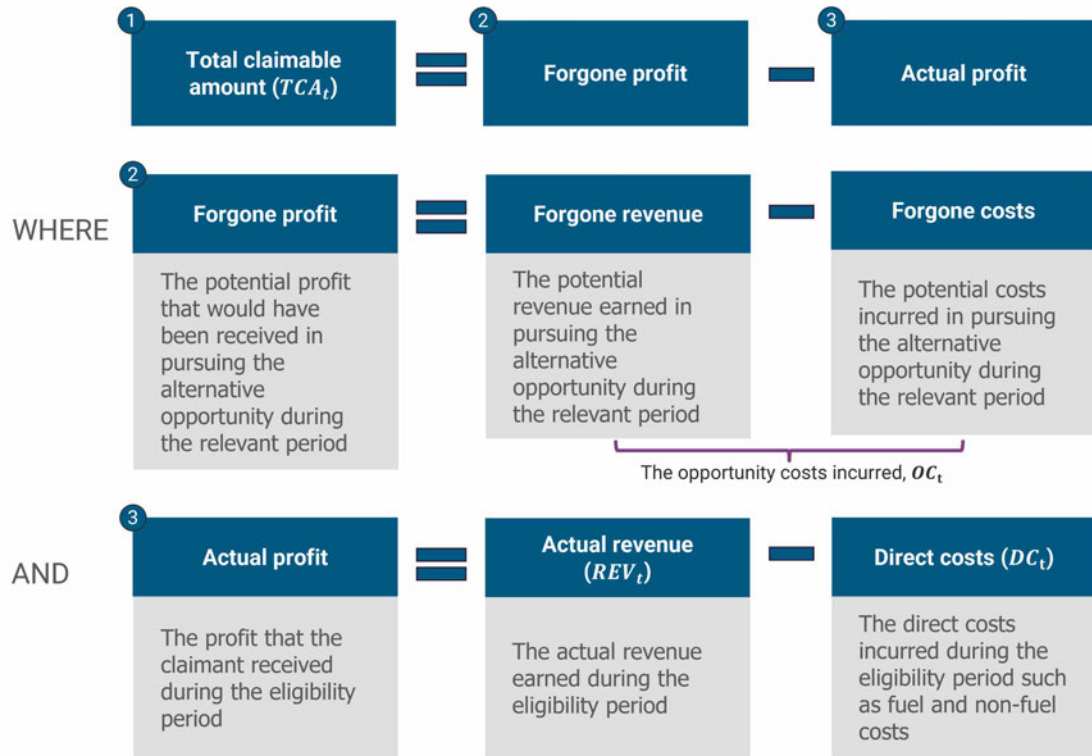 1
Total claimable
amount (TCAₜ)
=
2
Forgone profit
-
3
Actual profit
WHERE
2
Forgone profit
=
Forgone revenue
-
Forgone costs
The potential profit
that would have
been received in
pursuing the
alternative
opportunity during
the relevant period
The potential
revenue earned in
pursuing the
alternative
opportunity during
the relevant period
The potential costs
incurred in pursuing
the alternative
opportunity during
the relevant period
The opportunity costs incurred, OCₜ
AND
3
Actual profit
=
Actual revenue
(REVₜ)
-
Direct costs (DCₜ)
The profit that the
claimant received
during the eligibility
period
The actual revenue
earned during the
eligibility period
The direct costs
incurred during the
eligibility period such
as fuel and non-fuel
costs